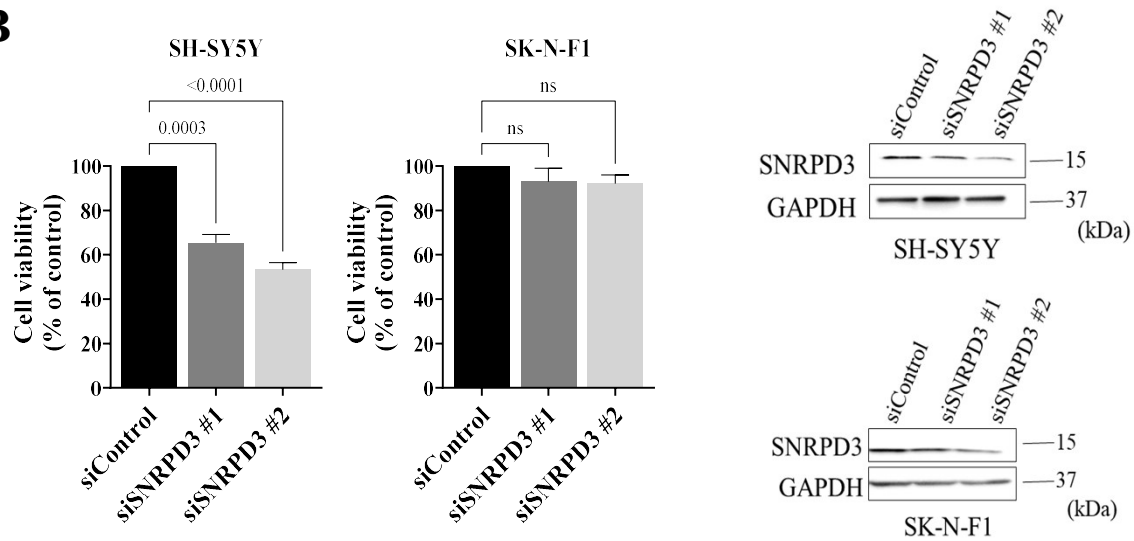 B
SH-SY5Y
<0.0001
0.0003
100
80
60
40
20
0
Cell viability
(% of control)
siControl
siSNRPD3 #1
siSNRPD3 #2
SK-N-F1
ns
ns
100
80
60
40
20
0
Cell viability
(% of control)
siControl
siSNRPD3 #1
siSNRPD3 #2
siControl
siSNRPD3 #1
siSNRPD3 #2
SNRPD3
15
GAPDH
37
(kDa)
SH-SY5Y
siControl
siSNRPD3 #1
siSNRPD3 #2
SNRPD3
15
GAPDH
37
(kDa)
SK-N-F1